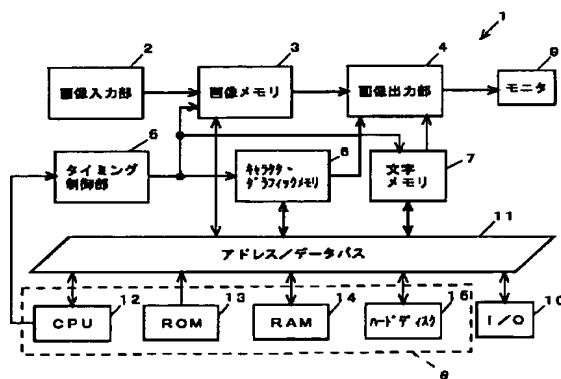 1
2
3
4
9
画像入力部
画像メモリ
画像出力部
モニタ
5
6
7
タイミング
制御部
キャラクタ・
グラフィックメモリ
文字
メモリ
11
アドレス/データバス
12
13
14
15
10
CPU
ROM
RAM
ハードディスク
I/O
8